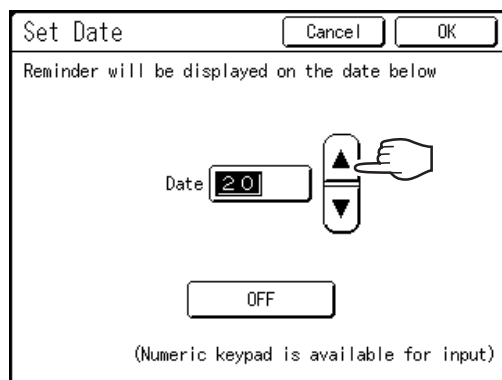 Set Date Cancel OK
Reminder will be displayed on the date below
Date 20
OFF
(Numeric keypad is available for input)